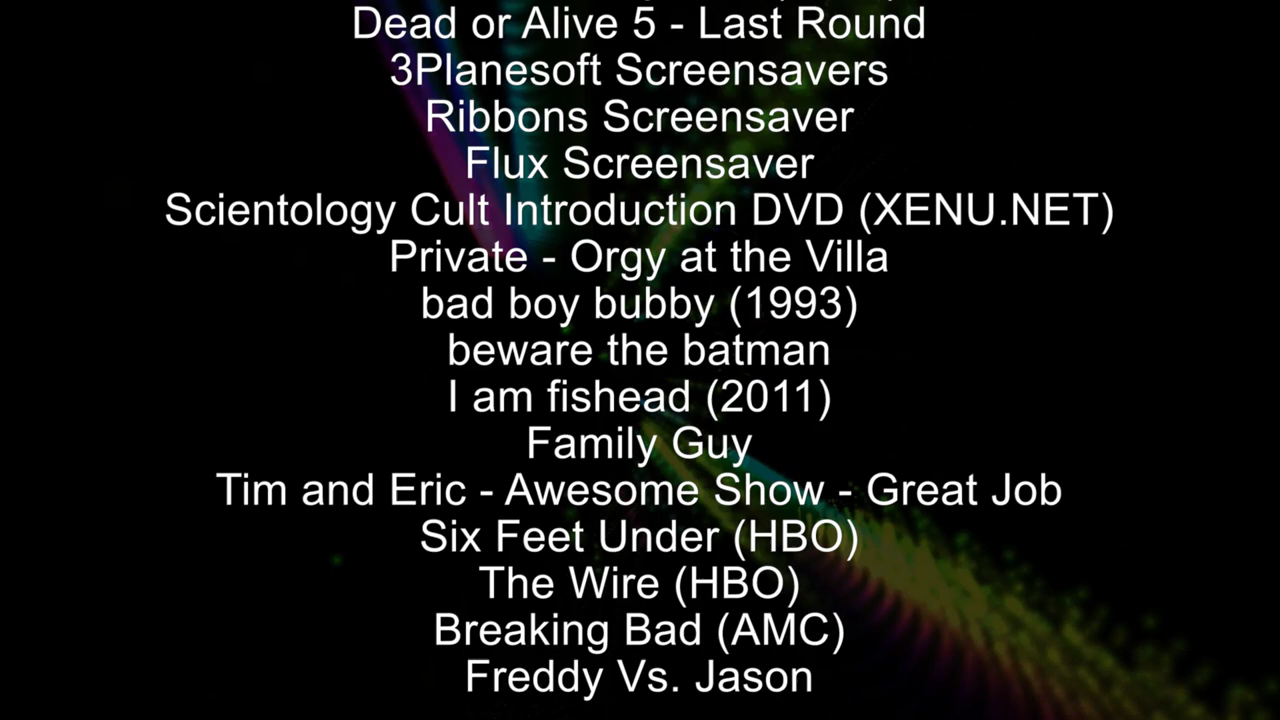 Dead or Alive 5 - Last Round
3Planesoft Screensavers
Ribbons Screensaver
Flux Screensaver
Scientology Cult Introduction DVD (XENU.NET)
Private - Orgy at the Villa
bad boy bubby (1993)
beware the batman
I am fishead (2011)
Family Guy
Tim and Eric - Awesome Show - Great Job
Six Feet Under (HBO)
The Wire (HBO)
Breaking Bad (AMC)
Freddy Vs. Jason